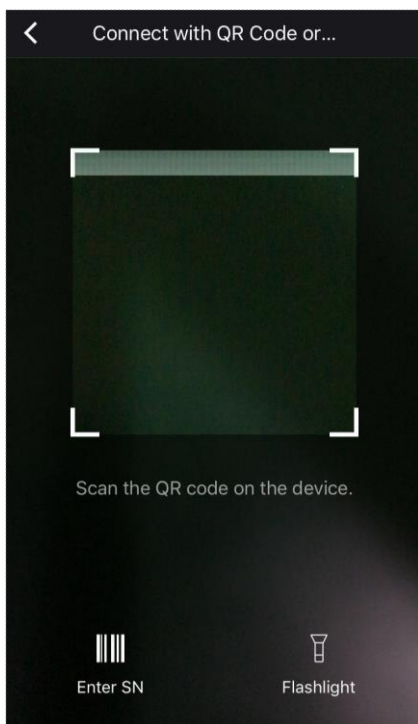 Connect with QR Code or...
Scan the QR code on the device.
Enter SN
Flashlight